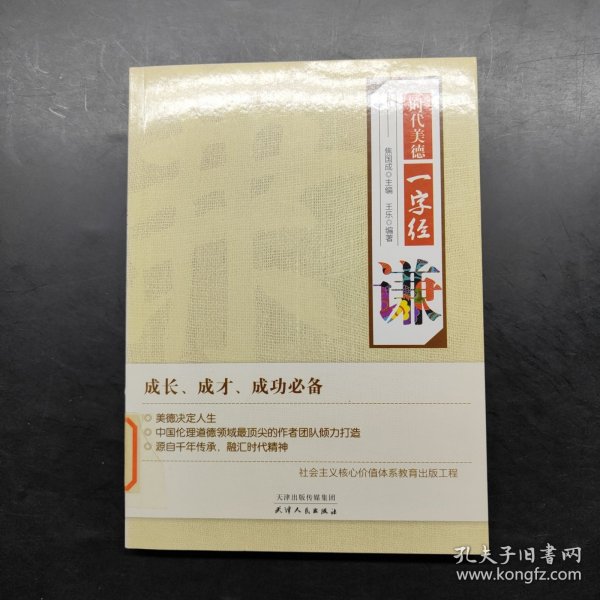 时代美德
一字经
谦
焦国成◎主编 王乐◎编著
成长、成才、成功必备
美德决定人生
中国伦理道德领域最顶尖的作者团队倾力打造
源自千年传承，融汇时代精神
社会主义核心价值体系教育出版工程
天津出版传媒集团
天津人民出版社
孔夫子旧书网
www.kongfz.com